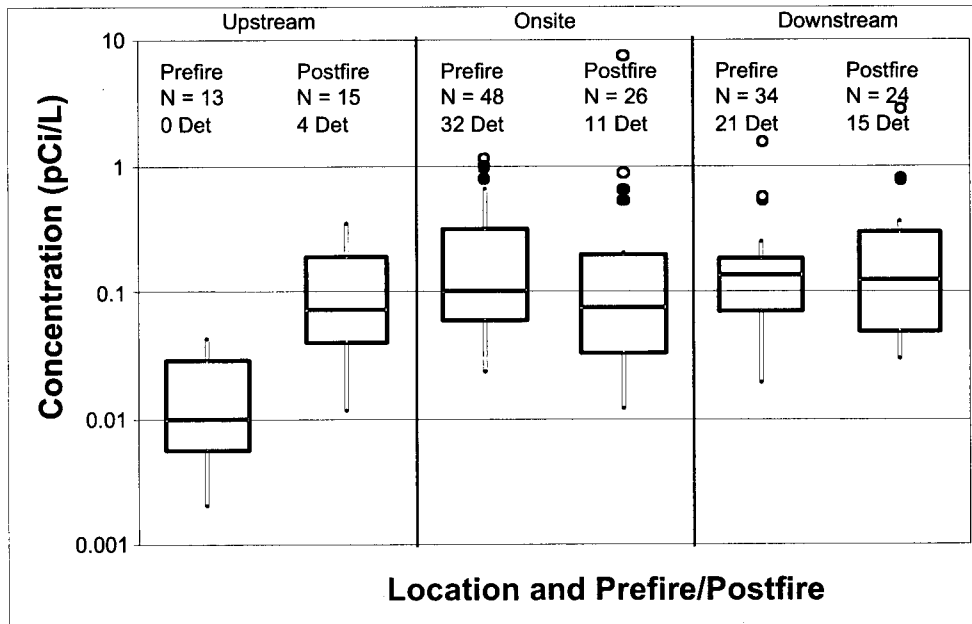 Upstream Onsite Downstream
10
Prefire Postfire Prefire Postfire Prefire Postfire
N = 13 N = 15 N = 48 N = 26 N = 34 N = 24
0 Det 4 Det 32 Det 11 Det 21 Det 15 Det
1
0.1
0.01
0.001
Concentration (pCi/L)
Location and Prefire/Postfire